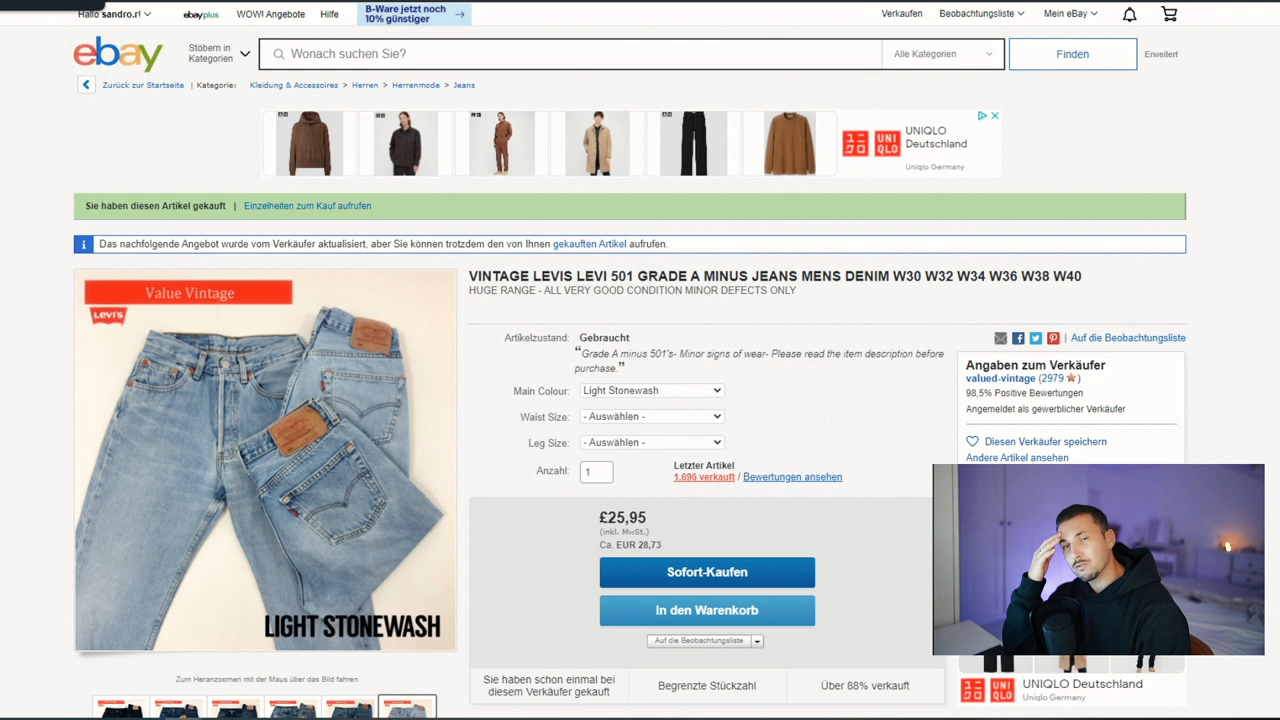 Hallo sandro.r!
ebayplus
WOW! Angebote
Hilfe
B-Ware jetzt noch
10% günstiger
Verkaufen
Beobachtungsliste
Mein eBay
ebay
Stöbern in
Kategorien
Wonach suchen Sie?
Alle Kategorien
Finden
Erweitert
Zurück zur Startseite | Kategorie: Kleidung & Accessoires > Herren > Herrenmode > Jeans
UNI
QLO
UNIQLO
Deutschland
Uniqlo Germany
Sie haben diesen Artikel gekauft | Einzelheiten zum Kauf aufrufen
i Das nachfolgende Angebot wurde vom Verkäufer aktualisiert, aber Sie können trotzdem den von Ihnen gekauften Artikel aufrufen.
Value Vintage
Levi's
LIGHT STONEWASH
Zum Heranzoomen mit der Maus über das Bild fahren
VINTAGE LEVIS LEVI 501 GRADE A MINUS JEANS MENS DENIM W30 W32 W34 W36 W38 W40
HUGE RANGE - ALL VERY GOOD CONDITION MINOR DEFECTS ONLY
Artikelzustand: Gebraucht
“Grade A minus 501's- Minor signs of wear- Please read the item description before
purchase.”
Main Colour: Light Stonewash
Waist Size: - Auswählen -
Leg Size: - Auswählen -
Anzahl: 1
Letzter Artikel
1.696 verkauft / Bewertungen ansehen
£25,95
(inkl. MwSt.)
Ca. EUR 28,73
Sofort-Kaufen
In den Warenkorb
Auf die Beobachtungsliste
Sie haben schon einmal bei
diesem Verkäufer gekauft
Begrenzte Stückzahl
Über 88% verkauft
| Auf die Beobachtungsliste
Angaben zum Verkäufer
valued-vintage (2979)
98,5% Positive Bewertungen
Angemeldet als gewerblicher Verkäufer
Diesen Verkäufer speichern
Andere Artikel ansehen
UNI
QLO
UNIQLO Deutschland
Uniqlo Germany